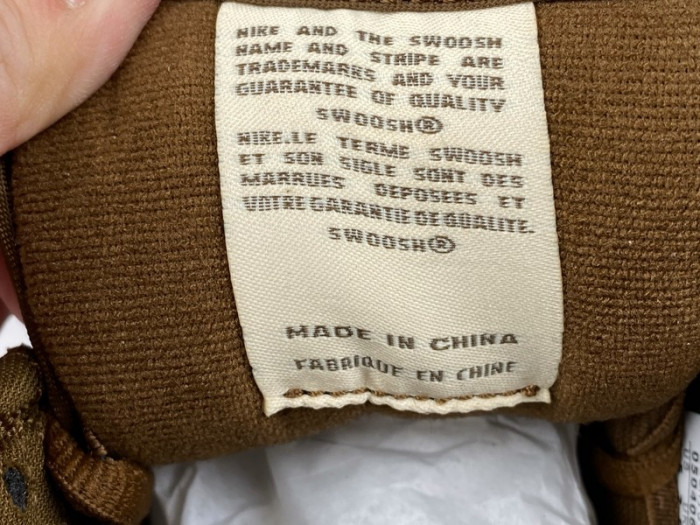 NIKE AND THE SWOOSH
NAME AND STRIPE ARE
TRADEMARKS AND YOUR
GUARANTEE OF QUALITY
SWOOSH®
NIKE.LE TERME SWOOSH
ET SON SIGLE SONT DES
MARRUES DEPOSEES ET
VOTRE GARANTIE DE QUALITE.
SWOOSH®
MADE IN CHINA
FABRIQUE EN CHINE